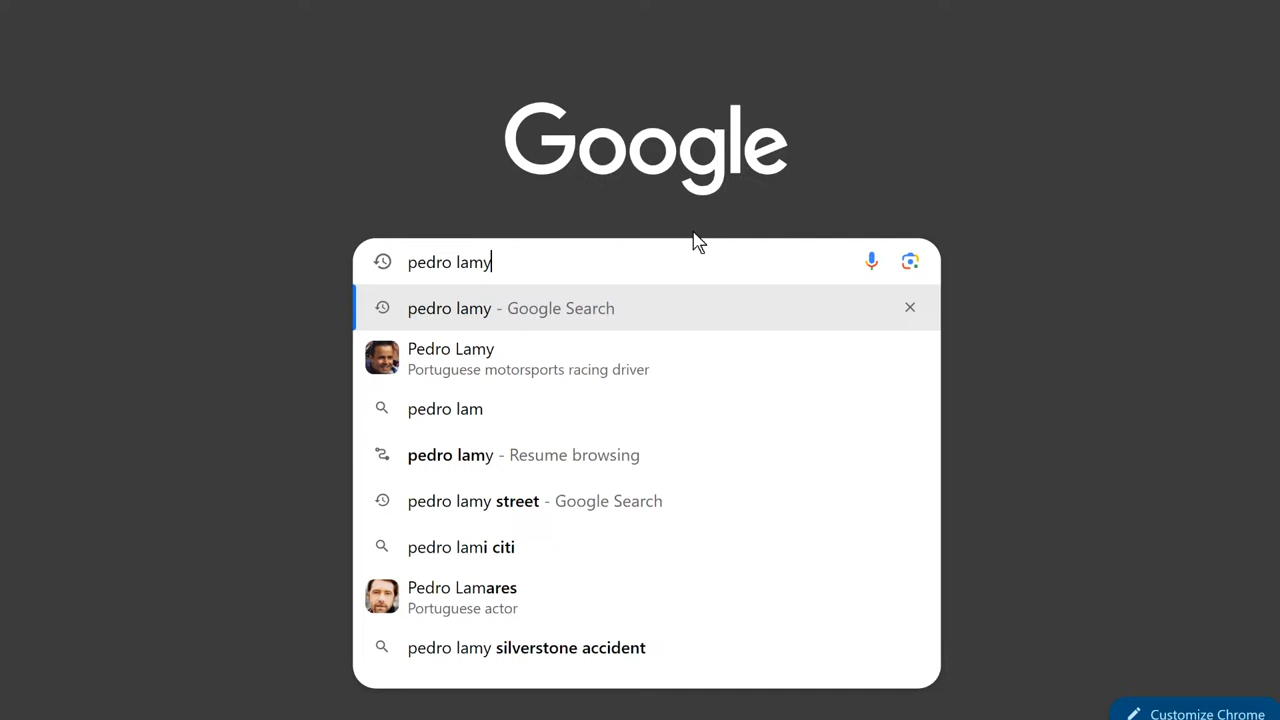 Google
pedro lamy
pedro lamy - Google Search
Pedro Lamy
Portuguese motorsports racing driver
pedro lam
pedro lamy - Resume browsing
pedro lamy street - Google Search
pedro lami citi
Pedro Lamares
Portuguese actor
pedro lamy silverstone accident
Customize Chrome